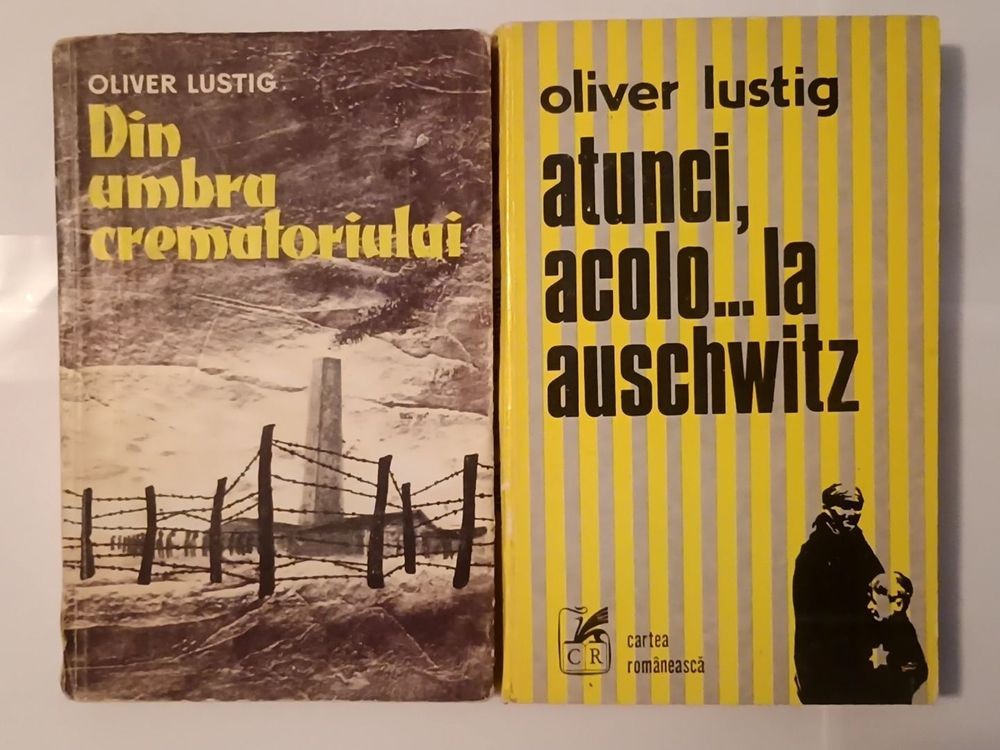 OLIVER LUSTIG
Din
umbra
crematoriului
oliver lustig
atunci,
acolo...la
auschwitz
CR
cartea
românească